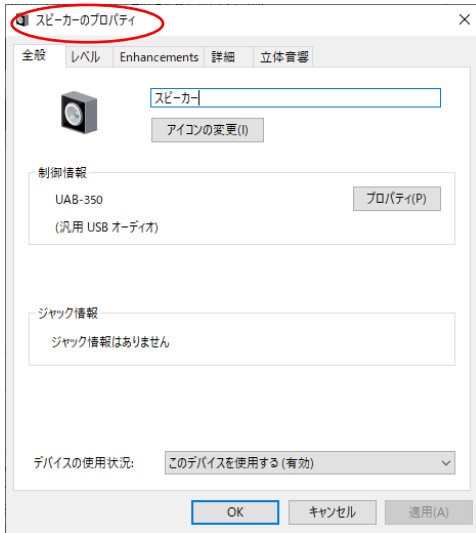 スピーカーのプロパティ
全般 レベル Enhancements 詳細 立体音響
スピーカー
アイコンの変更(I)
制御情報
UAB-350 プロパティ(P)
(汎用 USB オーディオ)
ジャック情報
ジャック情報はありません
デバイスの使用状況: このデバイスを使用する (有効)
OK キャンセル 適用(A)